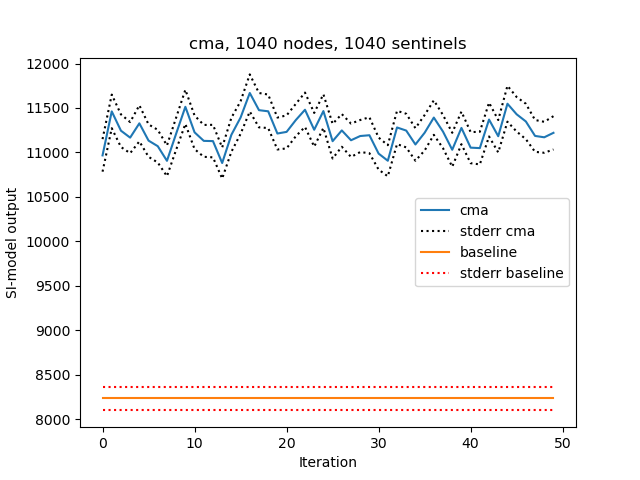 cma, 1040 nodes, 1040 sentinels
12000
11500
11000
10500
10000
9500
9000
8500
8000
SI-model output
cma
stderr cma
baseline
stderr baseline
0 10 20 30 40 50
Iteration